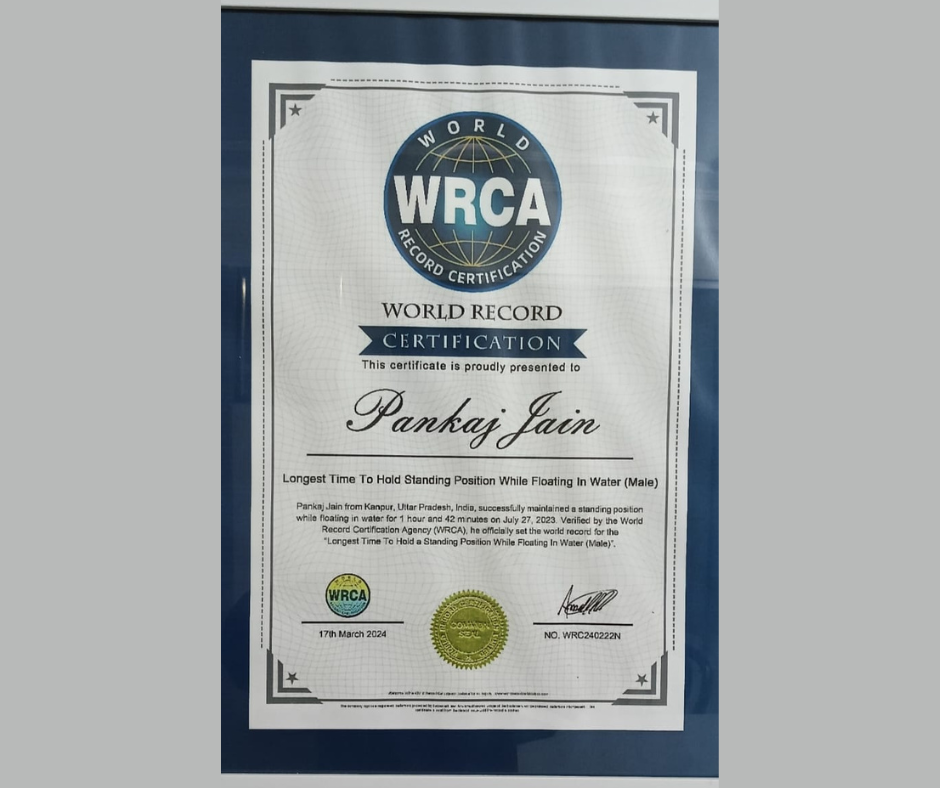 WORLD
WRCA
RECORD CERTIFICATION
WORLD RECORD
CERTIFICATION
This certificate is proudly presented to
Pankaj Jain
Longest Time To Hold Standing Position While Floating In Water (Male)
Pankaj Jain from Kanpur, Uttar Pradesh, India, successfully maintained a standing position
while floating in water for 1 hour and 42 minutes on July 27, 2023. Verified by the World
Record Certification Agency (WRCA), he officially set the world record for the
"Longest Time To Hold a Standing Position While Floating In Water (Male)".
WRCA
17th March 2024
COMMON
SEAL
NO. WRC240222N